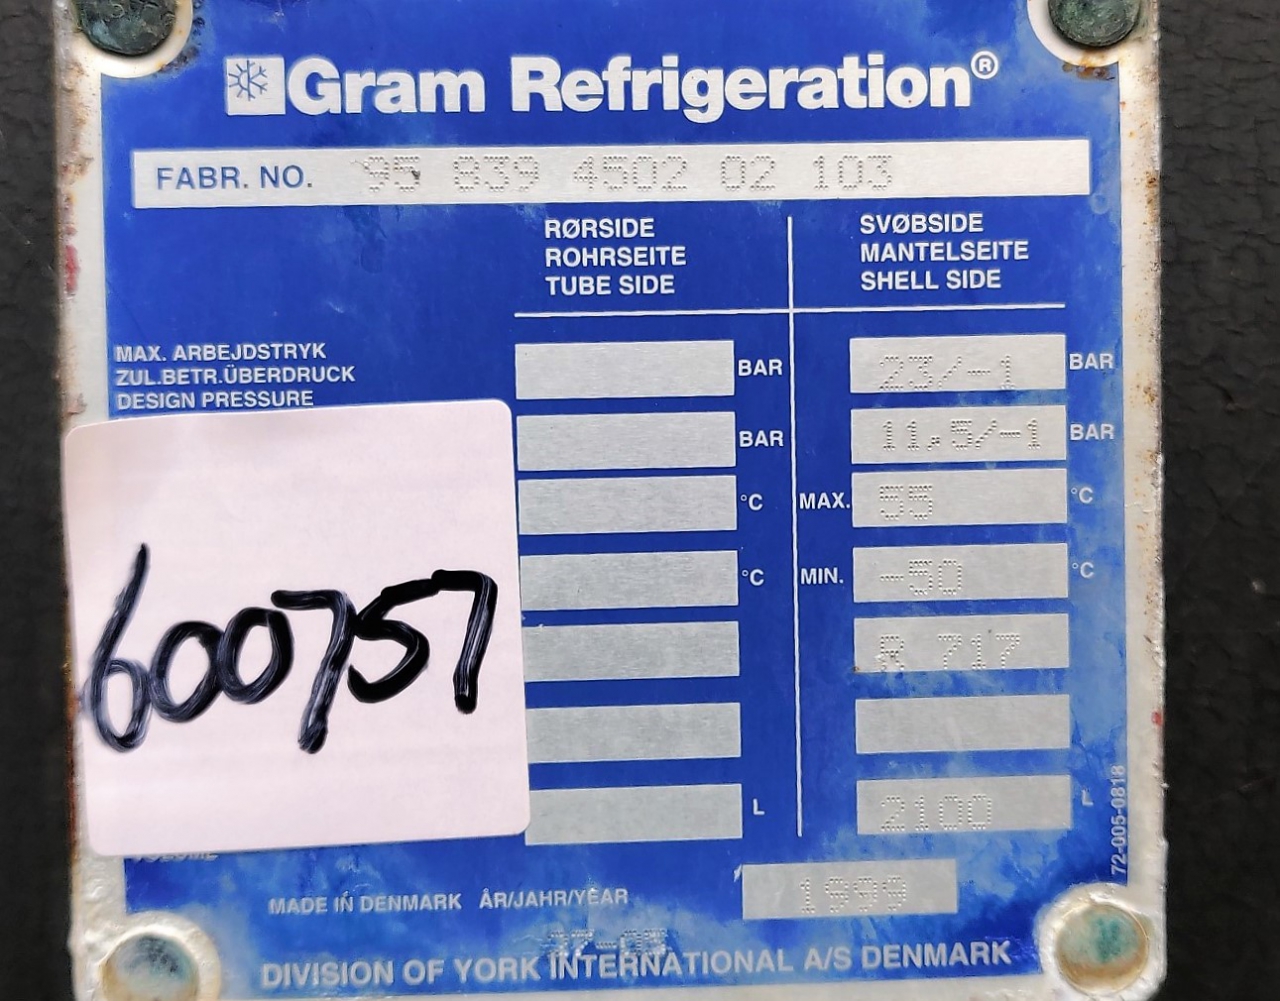 Gram Refrigeration®
FABR. NO. 95 839 4502 02 103
RØRSIDE
ROHRSEITE
TUBE SIDE
SVØBSIDE
MANTELSEITE
SHELL SIDE
MAX. ARBEJDSTRYK
ZUL.BETR.ÜBERDRUCK
DESIGN PRESSURE
BAR 23/-1 BAR
BAR 11,5/-1 BAR
°C MAX. 55 °C
°C MIN. -50 °C
R 717
600757
L 2100 L
VOLUME
72-005-0818
MADE IN DENMARK ÅR/JAHR/YEAR 1999
DIVISION OF YORK INTERNATIONAL A/S DENMARK